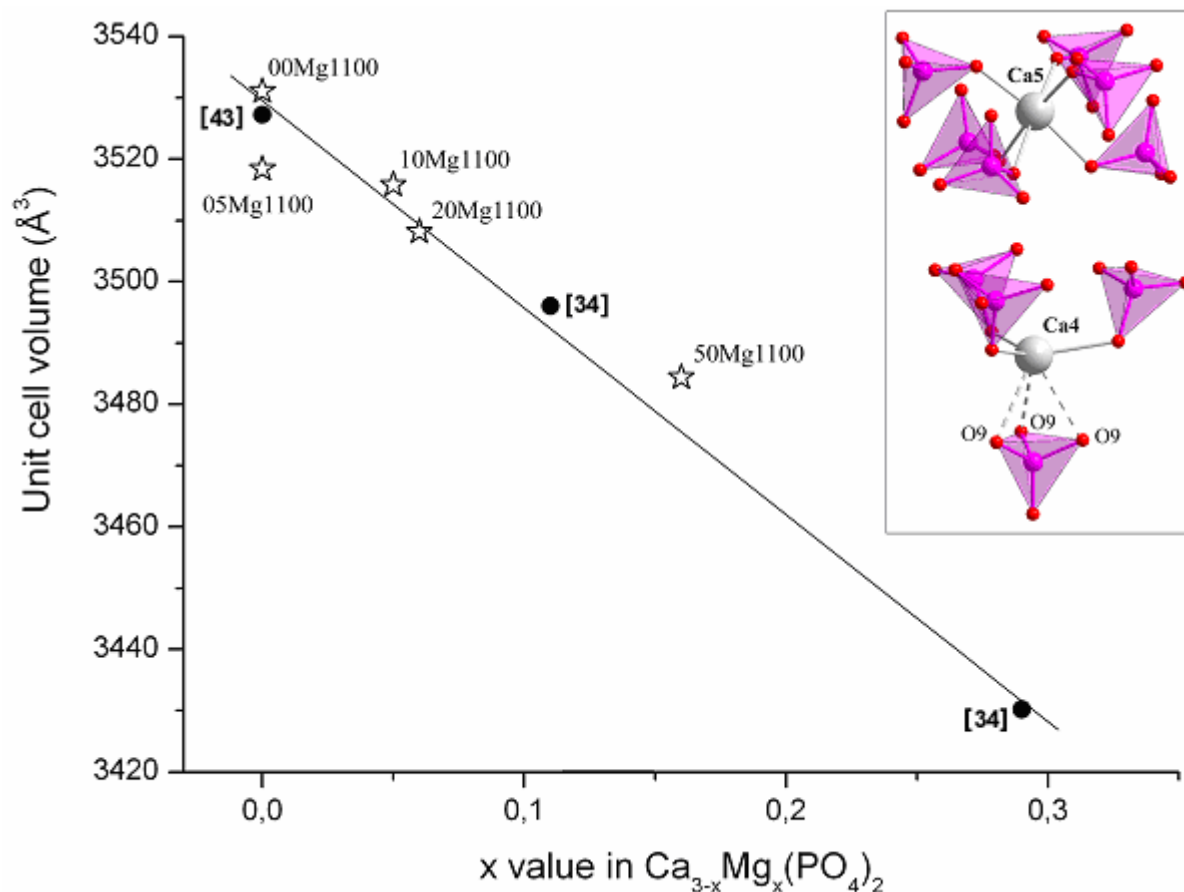 Unit cell volume (Å³)
3540
3520
3500
3480
3460
3440
3420
00Mg1100
[43]
05Mg1100
10Mg1100
20Mg1100
[34]
50Mg1100
[34]
Ca5
Ca4
O9
O9
O9
0,0
0,1
0,2
0,3
x value in Ca₃₋ₓMgₓ(PO₄)₂